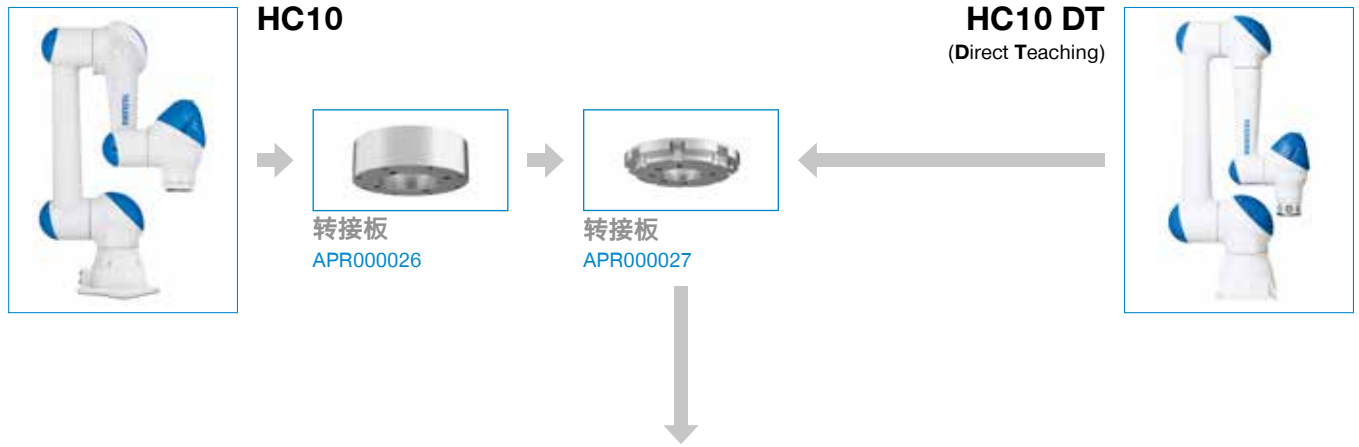 HC10
HC10 DT
(Direct Teaching)
转接板
APR000026
转接板
APR000027